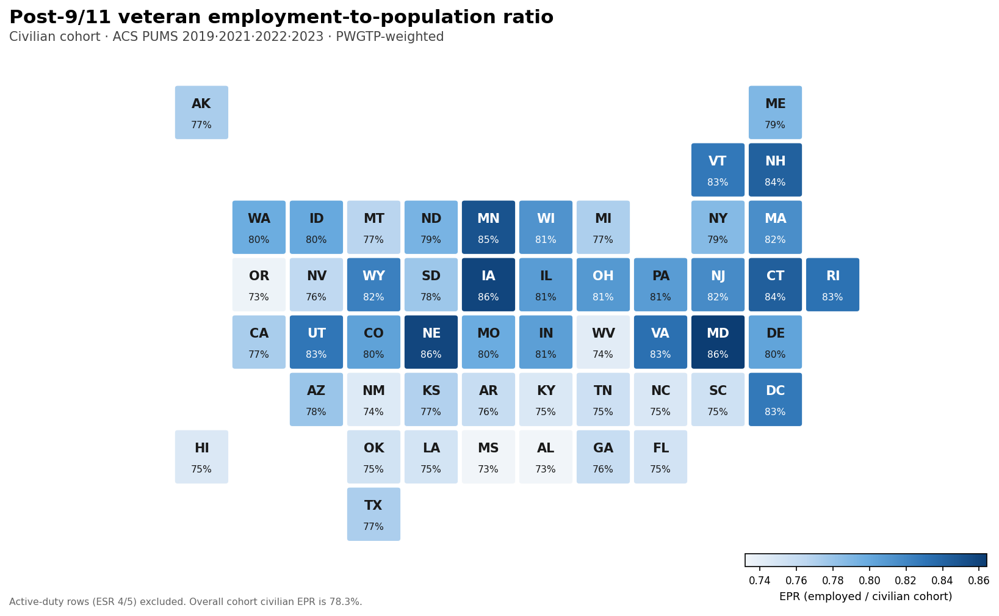 Post-9/11 veteran employment-to-population ratio
Civilian cohort · ACS PUMS 2019·2021·2022·2023 · PWGTP-weighted
AK ME
77% 79%
VT NH
83% 84%
WA ID MT ND MN WI MI NY MA
80% 80% 77% 79% 85% 81% 77% 79% 82%
OR NV WY SD IA IL OH PA NJ CT RI
73% 76% 82% 78% 86% 81% 81% 81% 82% 84% 83%
CA UT CO NE MO IN WV VA MD DE
77% 83% 80% 86% 80% 81% 74% 83% 86% 80%
AZ NM KS AR KY TN NC SC DC
78% 74% 77% 76% 75% 75% 75% 75% 83%
HI OK LA MS AL GA FL
75% 75% 75% 73% 73% 76% 75%
TX
77%
0.74 0.76 0.78 0.80 0.82 0.84 0.86
EPR (employed / civilian cohort)
Active-duty rows (ESR 4/5) excluded. Overall cohort civilian EPR is 78.3%.